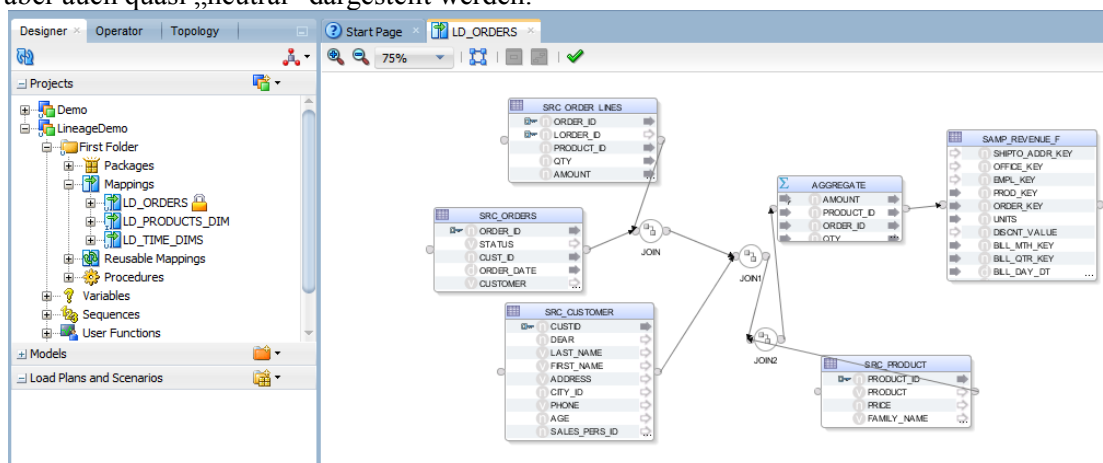 aber auch quasi „neutral“ dargestellt werden.
Designer Operator Topology
Start Page LD_ORDERS
75%
Projects
Demo
LineageDemo
First Folder
Packages
Mappings
LD_ORDERS
LD_PRODUCTS_DIM
LD_TIME_DIMS
Reusable Mappings
Procedures
Variables
Sequences
User Functions
Models
Load Plans and Scenarios
SRC ORDER LINES
ORDER_ID
LORDER_ID
PRODUCT_ID
QTY
AMOUNT
SRC_ORDERS
ORDER_ID
STATUS
CUST_ID
ORDER_DATE
CUSTOMER
SRC_CUSTOMER
CUSTID
DEAR
LAST_NAME
FIRST_NAME
ADDRESS
CITY_ID
PHONE
AGE
SALES_PERS_ID
JOIN
JOIN1
JOIN2
Σ AGGREGATE
AMOUNT
PRODUCT_ID
ORDER_ID
QTY
SRC_PRODUCT
PRODUCT_ID
PRODUCT
PRICE
FAMILY_NAME
SAMP_REVENUE_F
SHIPTO_ADDR_KEY
OFFICE_KEY
EMPL_KEY
PROD_KEY
ORDER_KEY
UNITS
DISCNT_VALUE
BILL_MTH_KEY
BILL_QTR_KEY
BILL_DAY_DT